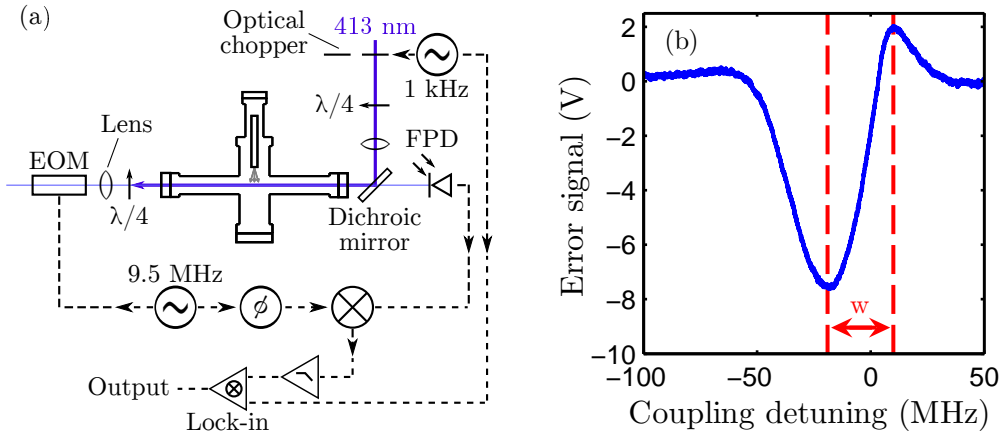 (a)
Optical
chopper
413 nm
1 kHz
λ/4
FPD
Lens
EOM
λ/4
Dichroic
mirror
9.5 MHz
ϕ
Output
Lock-in
(b)
Error signal (V)
2
0
−2
−4
−6
−8
−10
w
−100
−50
0
50
Coupling detuning (MHz)